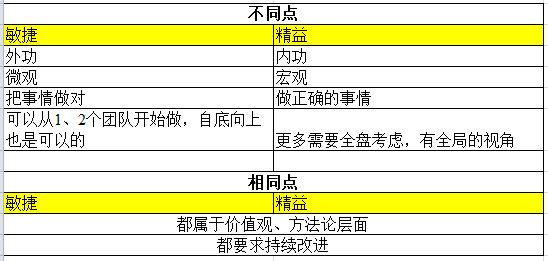 不同点
敏捷 精益
外功 内功
微观 宏观
把事情做对 做正确的事情
可以从1、2个团队开始做，自底向上
也是可以的 更多需要全盘考虑，有全局的视角
相同点
敏捷 精益
都属于价值观、方法论层面
都要求持续改进